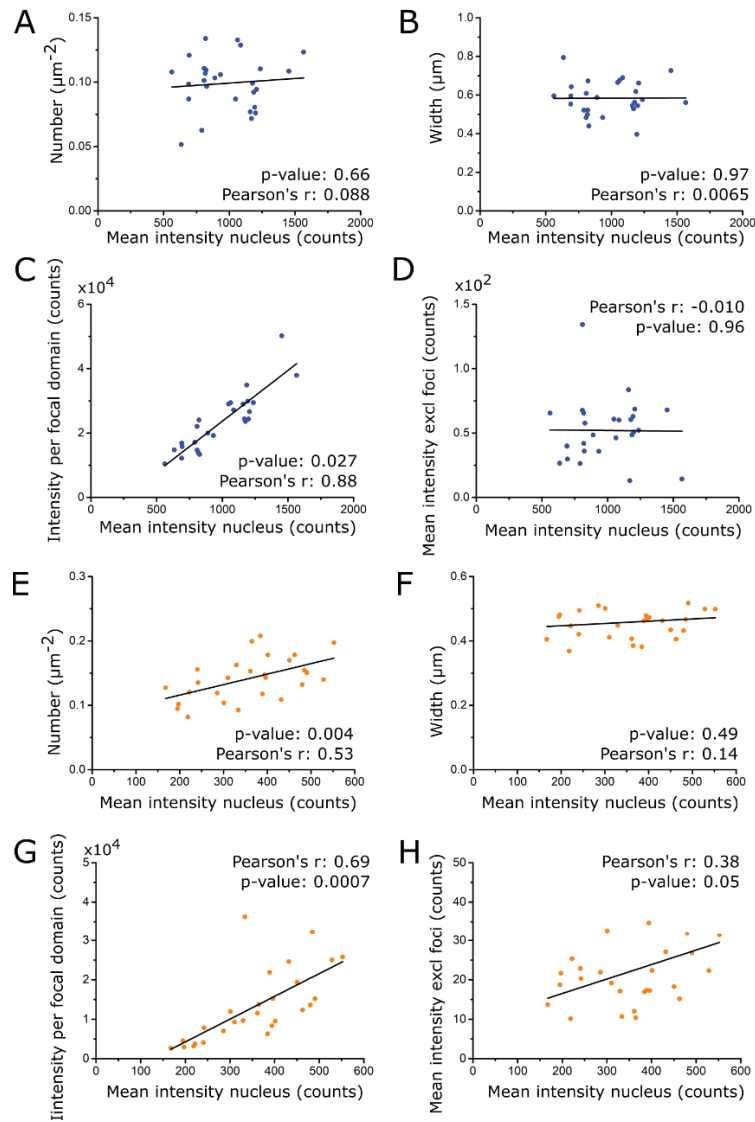 A
Number (µm⁻²)
0.15
0.10
0.05
0.00
p-value: 0.66
Pearson's r: 0.088
0 500 1000 1500 2000
Mean intensity nucleus (counts)
B
Width (µm)
1.0
0.8
0.6
0.4
0.2
0.0
p-value: 0.97
Pearson's r: 0.0065
0 500 1000 1500 2000
Mean intensity nucleus (counts)
C
x10⁴
Intensity per focal domain (counts)
6
4
2
0
p-value: 0.027
Pearson's r: 0.88
0 500 1000 1500 2000
Mean intensity nucleus (counts)
D
x10²
Mean intensity excl foci (counts)
1.5
1.0
0.5
0.0
Pearson's r: -0.010
p-value: 0.96
0 500 1000 1500 2000
Mean intensity nucleus (counts)
E
Number (µm⁻²)
0.3
0.2
0.1
0.0
p-value: 0.004
Pearson's r: 0.53
0 100 200 300 400 500 600
Mean intensity nucleus (counts)
F
Width (µm)
0.6
0.4
0.2
0.0
p-value: 0.49
Pearson's r: 0.14
0 100 200 300 400 500 600
Mean intensity nucleus (counts)
G
x10⁴
Iintensity per focal domain (counts)
5
4
3
2
1
0
Pearson's r: 0.69
p-value: 0.0007
0 100 200 300 400 500 600
Mean intensity nucleus (counts)
H
Mean intensity excl foci (counts)
50
40
30
20
10
0
Pearson's r: 0.38
p-value: 0.05
0 100 200 300 400 500 600
Mean intensity nucleus (counts)